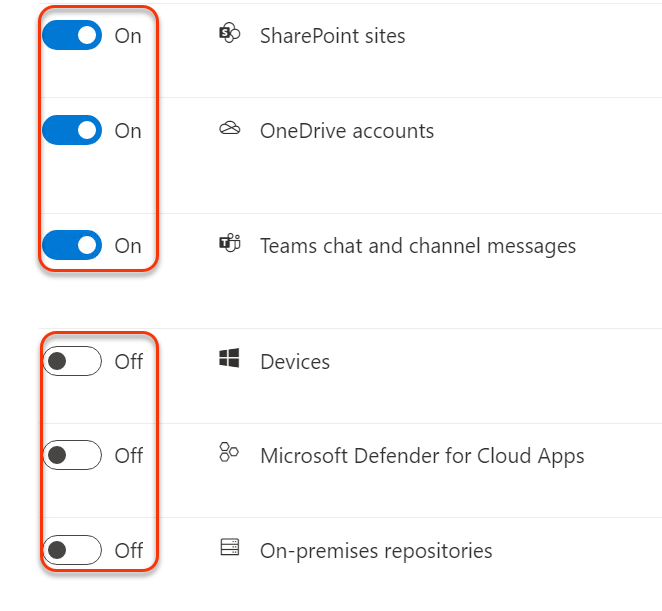 On SharePoint sites
On OneDrive accounts
On Teams chat and channel messages
Off Devices
Off Microsoft Defender for Cloud Apps
Off On-premises repositories